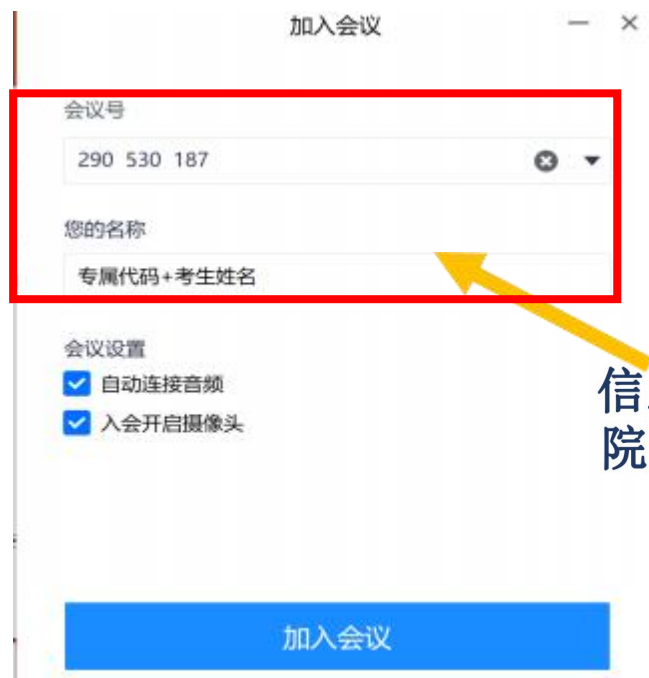 加入会议
会议号
290 530 187
您的名称
专属代码+考生姓名
会议设置
自动连接音频
入会开启摄像头
信
院
加入会议